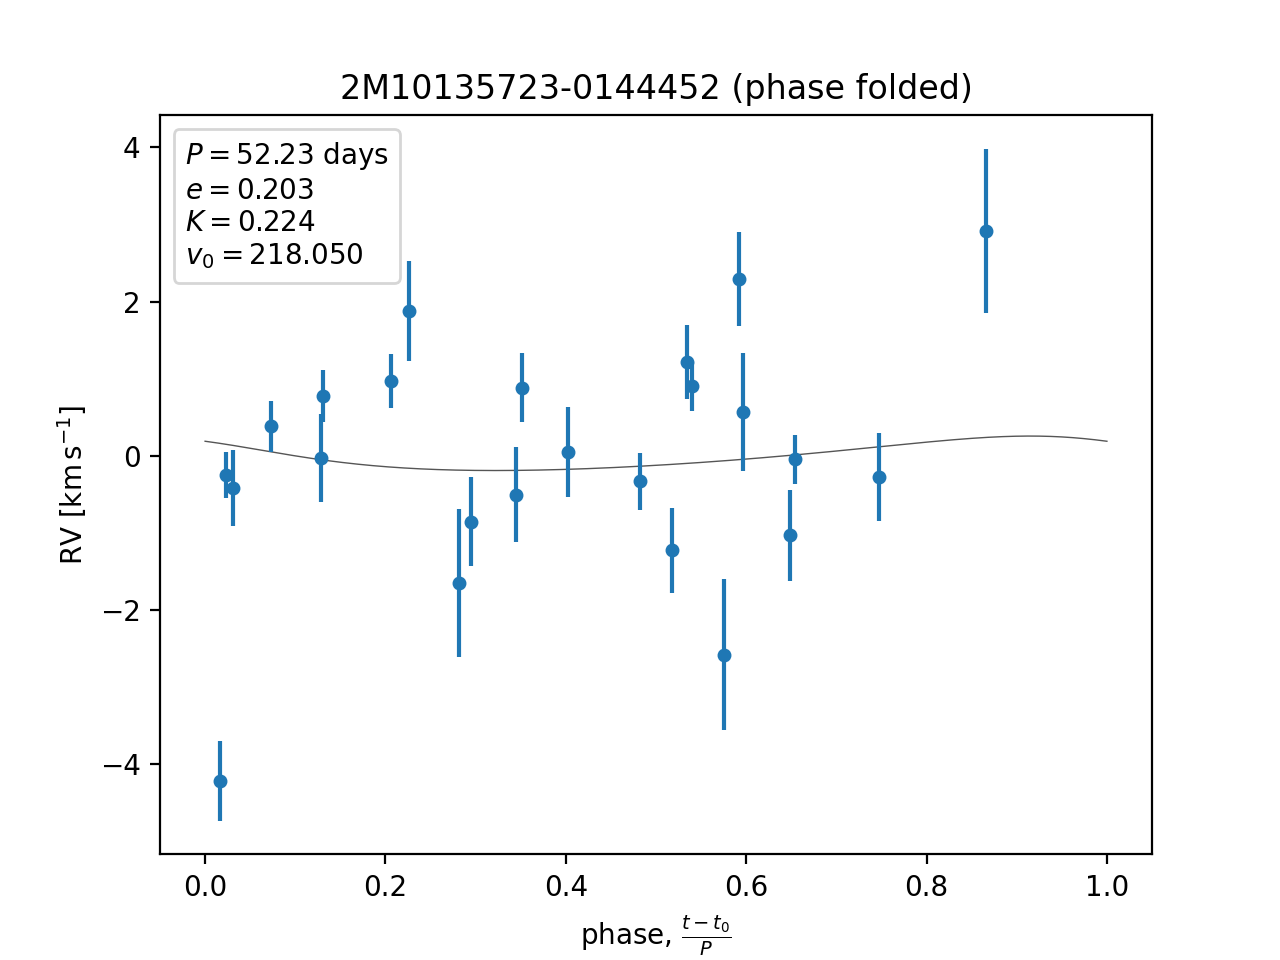 2M10135723-0144452 (phase folded)
P = 52.23 days
e = 0.203
K = 0.224
v₀ = 218.050
4
2
0
−2
−4
RV [km s⁻¹]
0.0 0.2 0.4 0.6 0.8 1.0
phase, (t − t₀)/P